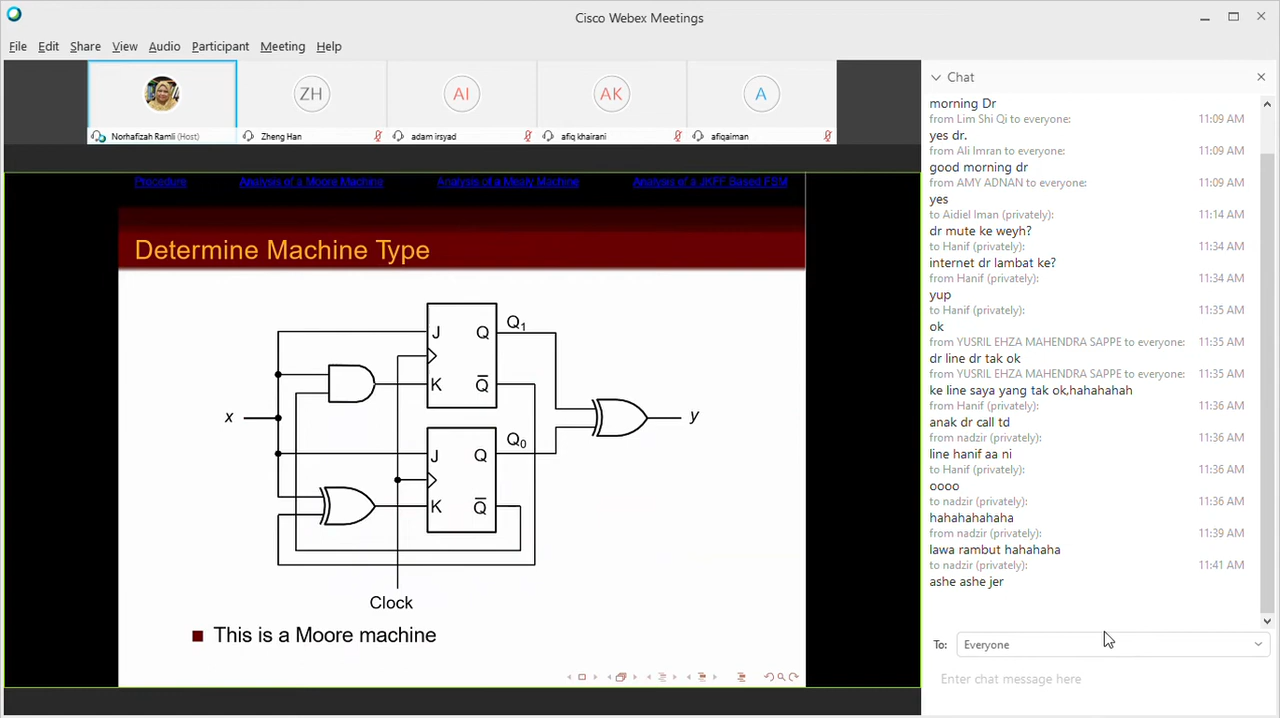 Cisco Webex Meetings
File Edit Share View Audio Participant Meeting Help
Norhafizah Ramli (Host)
ZH
Zheng Han
AI
adam irsyad
AK
afiq khairani
A
afiqaiman
Procedure Analysis of a Moore Machine Analysis of a Mealy Machine Analysis of a JKFF Based FSM
Determine Machine Type
J Q Q1
K Q̅
x
y
J Q Q0
K Q̅
Clock
This is a Moore machine
Chat
morning Dr
from Lim Shi Qi to everyone: 11:09 AM
yes dr.
from Ali Imran to everyone: 11:09 AM
good morning dr
from AMY ADNAN to everyone: 11:09 AM
yes
to Aidiel Iman (privately): 11:14 AM
dr mute ke weyh?
to Hanif (privately): 11:34 AM
internet dr lambat ke?
from Hanif (privately): 11:34 AM
yup
to Hanif (privately): 11:35 AM
ok
from YUSRIL EHZA MAHENDRA SAPPE to everyone: 11:35 AM
dr line dr tak ok
from YUSRIL EHZA MAHENDRA SAPPE to everyone: 11:35 AM
ke line saya yang tak ok,hahahahah
from Hanif (privately): 11:36 AM
anak dr call td
from nadzir (privately): 11:36 AM
line hanif aa ni
to Hanif (privately): 11:36 AM
oooo
to nadzir (privately): 11:36 AM
hahahahahaha
from nadzir (privately): 11:39 AM
lawa rambut hahahaha
to nadzir (privately): 11:41 AM
ashe ashe jer
To: Everyone
Enter chat message here